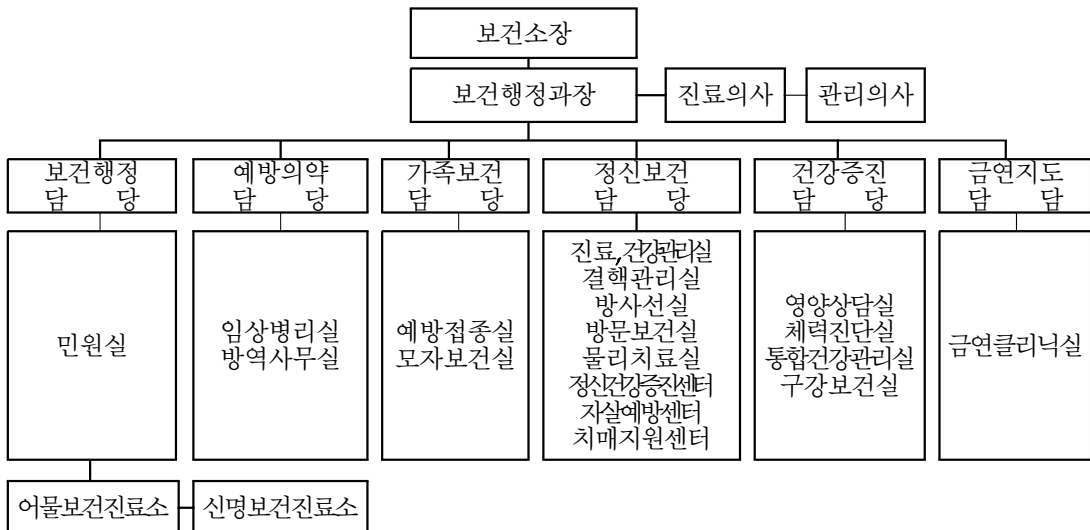 보건소장
보건행정과장
진료의사
관리의사
보건행정
담 당
예방의약
담 당
가족보건
담 당
정신보건
담 당
건강증진
담 당
금연지도
담 담
민원실
임상병리실
방역사무실
예방접종실
모자보건실
진료,건강관리실
결핵관리실
방사선실
방문보건실
물리치료실
정신건강증진센터
자살예방센터
치매지원센터
영양상담실
체력진단실
통합건강관리실
구강보건실
금연클리닉실
어물보건진료소
신명보건진료소